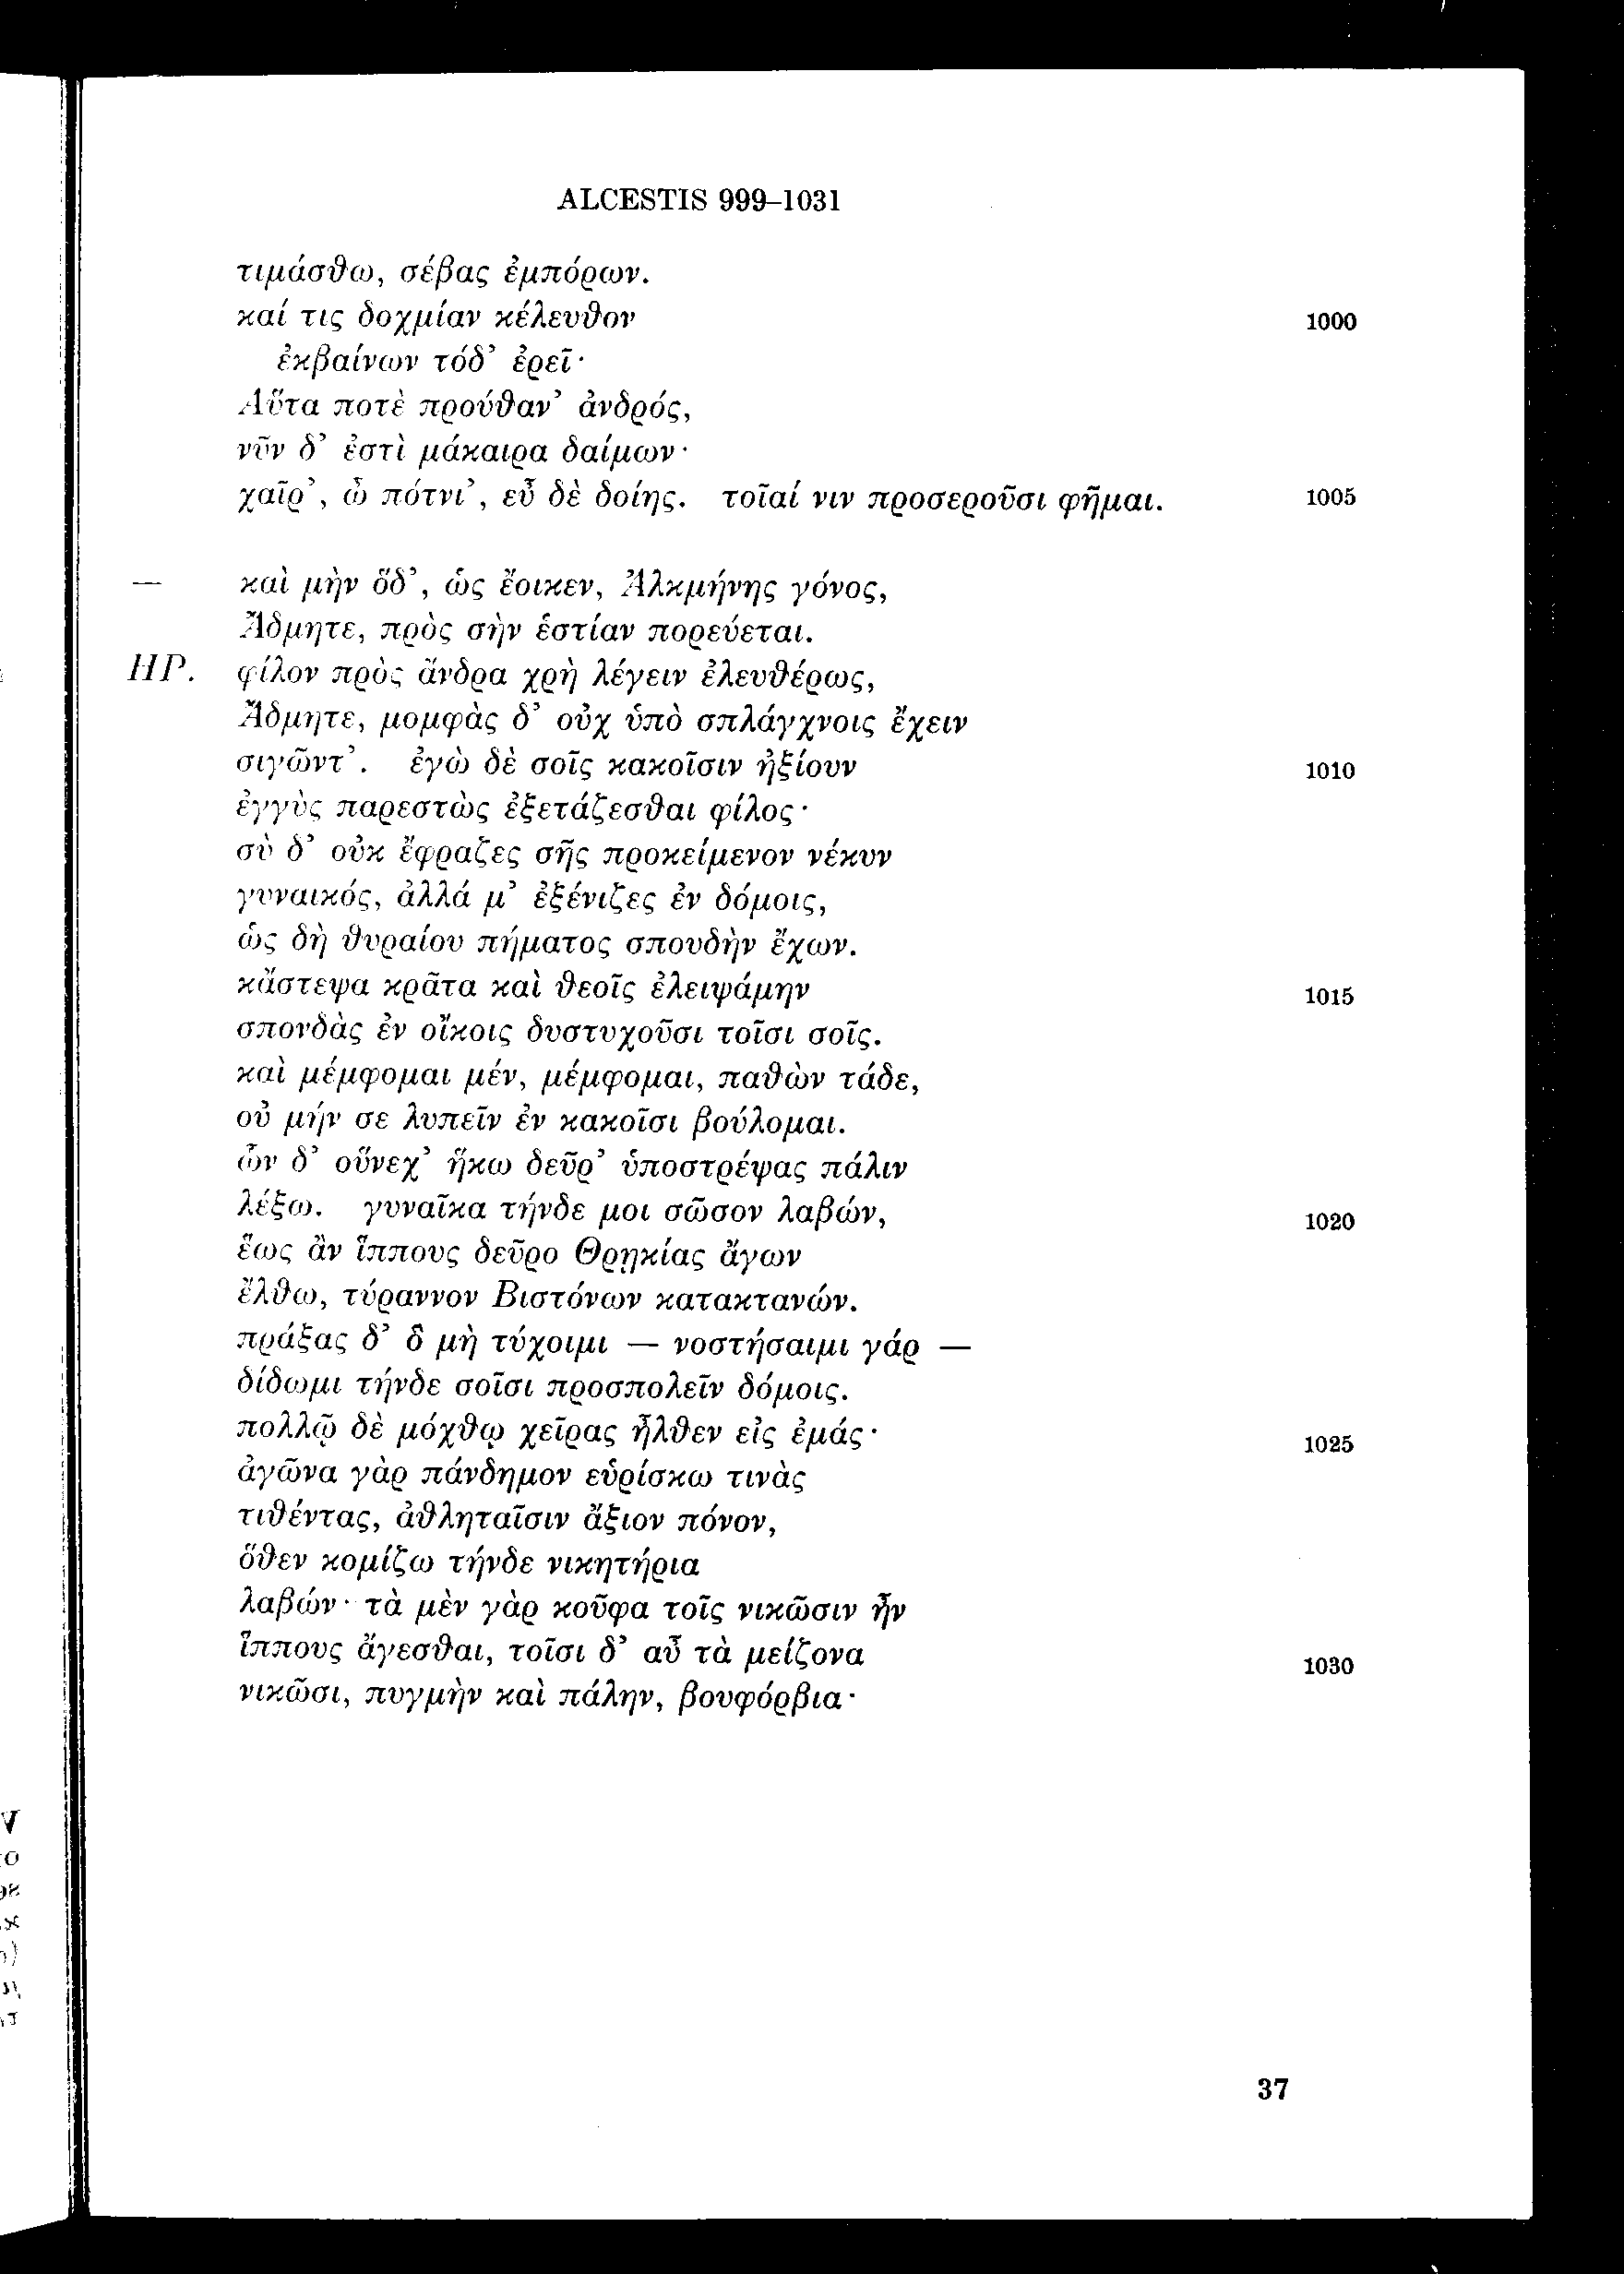 ALCESTIS 999–1031
τιμάσθω, σέβας ἐμπόρων.
καί τις δοχμίαν κέλευθον 1000
ἐκβαίνων τόδ’ ἐρεῖ·
Αὕτα ποτὲ προύθαν’ ἀνδρός,
νῦν δ’ ἐστὶ μάκαιρα δαίμων·
χαῖρ’, ὦ πότνι’, εὖ δὲ δοίης. τοῖαί νιν προσεροῦσι φῆμαι. 1005
— καὶ μὴν ὅδ’, ὡς ἔοικεν, Ἀλκμήνης γόνος,
Ἄδμητε, πρὸς σὴν ἑστίαν πορεύεται.
ΗΡ. φίλον πρὸς ἄνδρα χρὴ λέγειν ἐλευθέρως,
Ἄδμητε, μομφὰς δ’ οὐχ ὑπὸ σπλάγχνοις ἔχειν
σιγῶντ’. ἐγὼ δὲ σοῖς κακοῖσιν ἠξίουν 1010
ἐγγὺς παρεστὼς ἐξετάζεσθαι φίλος·
σὺ δ’ οὐκ ἔφραζες σῆς προκείμενον νέκυν
γυναικός, ἀλλά μ’ ἐξένιζες ἐν δόμοις,
ὡς δὴ θυραίου πήματος σπουδὴν ἔχων.
κἄστεψα κρᾶτα καὶ θεοῖς ἐλειψάμην 1015
σπονδὰς ἐν οἴκοις δυστυχοῦσι τοῖσι σοῖς.
καὶ μέμφομαι μέν, μέμφομαι, παθὼν τάδε,
οὐ μήν σε λυπεῖν ἐν κακοῖσι βούλομαι.
ὧν δ’ οὕνεχ’ ἥκω δεῦρ’ ὑποστρέψας πάλιν
λέξω. γυναῖκα τήνδε μοι σῶσον λαβών, 1020
ἕως ἂν ἵππους δεῦρο Θρῃκίας ἄγων
ἔλθω, τύραννον Βιστόνων κατακτανών.
πράξας δ’ ὃ μὴ τύχοιμι — νοστήσαιμι γάρ —
δίδωμι τήνδε σοῖσι προσπολεῖν δόμοις.
πολλῷ δὲ μόχθῳ χεῖρας ἦλθεν εἰς ἐμάς· 1025
ἀγῶνα γὰρ πάνδημον εὑρίσκω τινὰς
τιθέντας, ἀθληταῖσιν ἄξιον πόνον,
ὅθεν κομίζω τήνδε νικητήρια
λαβών· τὰ μὲν γὰρ κοῦφα τοῖς νικῶσιν ἦν
ἵππους ἄγεσθαι, τοῖσι δ’ αὖ τὰ μείζονα 1030
νικῶσι, πυγμὴν καὶ πάλην, βουφόρβια·
37